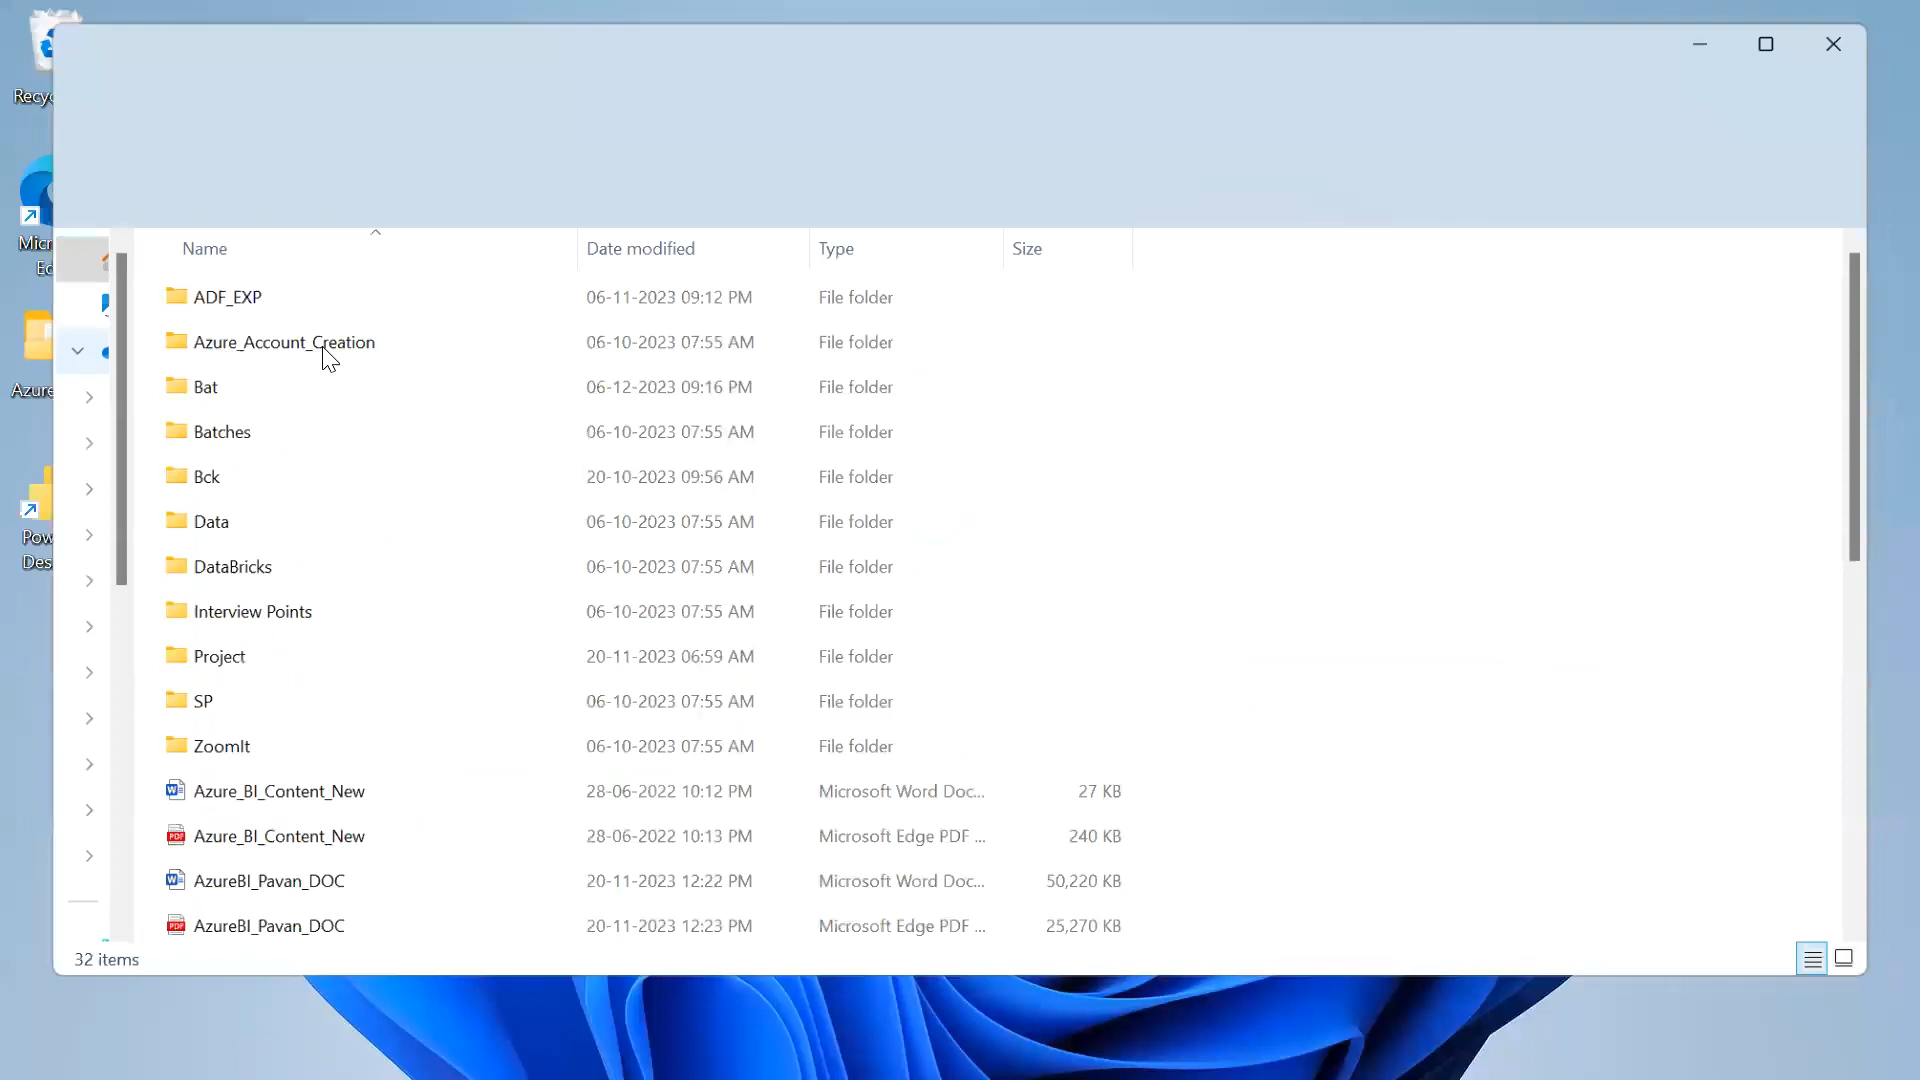 Recyc
Micr
Ed
Azure
Pow
Des
Name Date modified Type Size
ADF_EXP 06-11-2023 09:12 PM File folder
Azure_Account_Creation 06-10-2023 07:55 AM File folder
Bat 06-12-2023 09:16 PM File folder
Batches 06-10-2023 07:55 AM File folder
Bck 20-10-2023 09:56 AM File folder
Data 06-10-2023 07:55 AM File folder
DataBricks 06-10-2023 07:55 AM File folder
Interview Points 06-10-2023 07:55 AM File folder
Project 20-11-2023 06:59 AM File folder
SP 06-10-2023 07:55 AM File folder
ZoomIt 06-10-2023 07:55 AM File folder
Azure_BI_Content_New 28-06-2022 10:12 PM Microsoft Word Doc... 27 KB
Azure_BI_Content_New 28-06-2022 10:13 PM Microsoft Edge PDF ... 240 KB
AzureBI_Pavan_DOC 20-11-2023 12:22 PM Microsoft Word Doc... 50,220 KB
AzureBI_Pavan_DOC 20-11-2023 12:23 PM Microsoft Edge PDF ... 25,270 KB
32 items